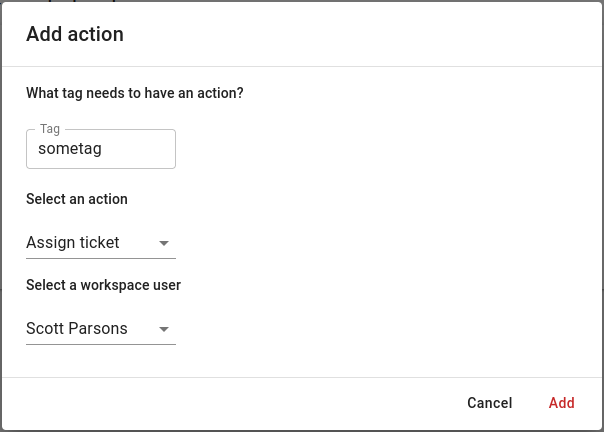 Add action
What tag needs to have an action?
Tag
sometag
Select an action
Assign ticket
Select a workspace user
Scott Parsons
Cancel Add